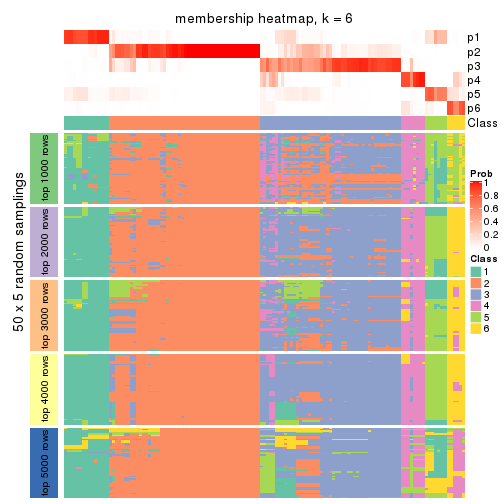 membership heatmap, k = 6
p1
p2
p3
p4
p5
p6
Class
50 x 5 random samplings
top 1000 rows
top 2000 rows
top 3000 rows
top 4000 rows
top 5000 rows
Prob
1
0.8
0.6
0.4
0.2
0
Class
1
2
3
4
5
6